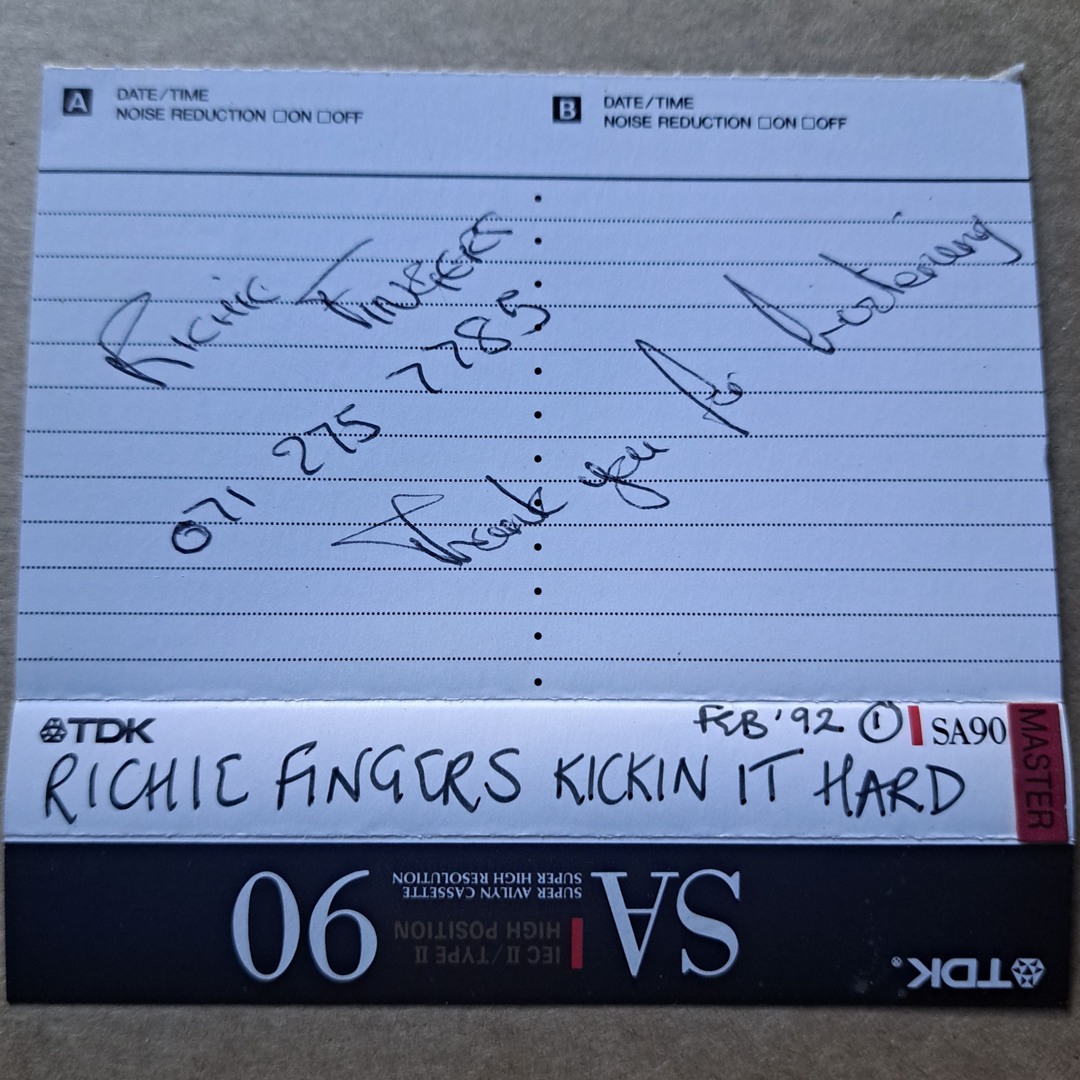 A DATE/TIME
NOISE REDUCTION ☐ON ☐OFF
B DATE/TIME
NOISE REDUCTION ☐ON ☐OFF
RICHIE FINGERS
071 275 7785
Thank you for Listening
TDK
FEB '92 ① SA90
MASTER
RICHIE FINGERS KICKIN IT HARD
TDK®
SA 90
IEC II/TYPE II
HIGH POSITION
SUPER AVILYN CASSETTE
SUPER HIGH RESOLUTION